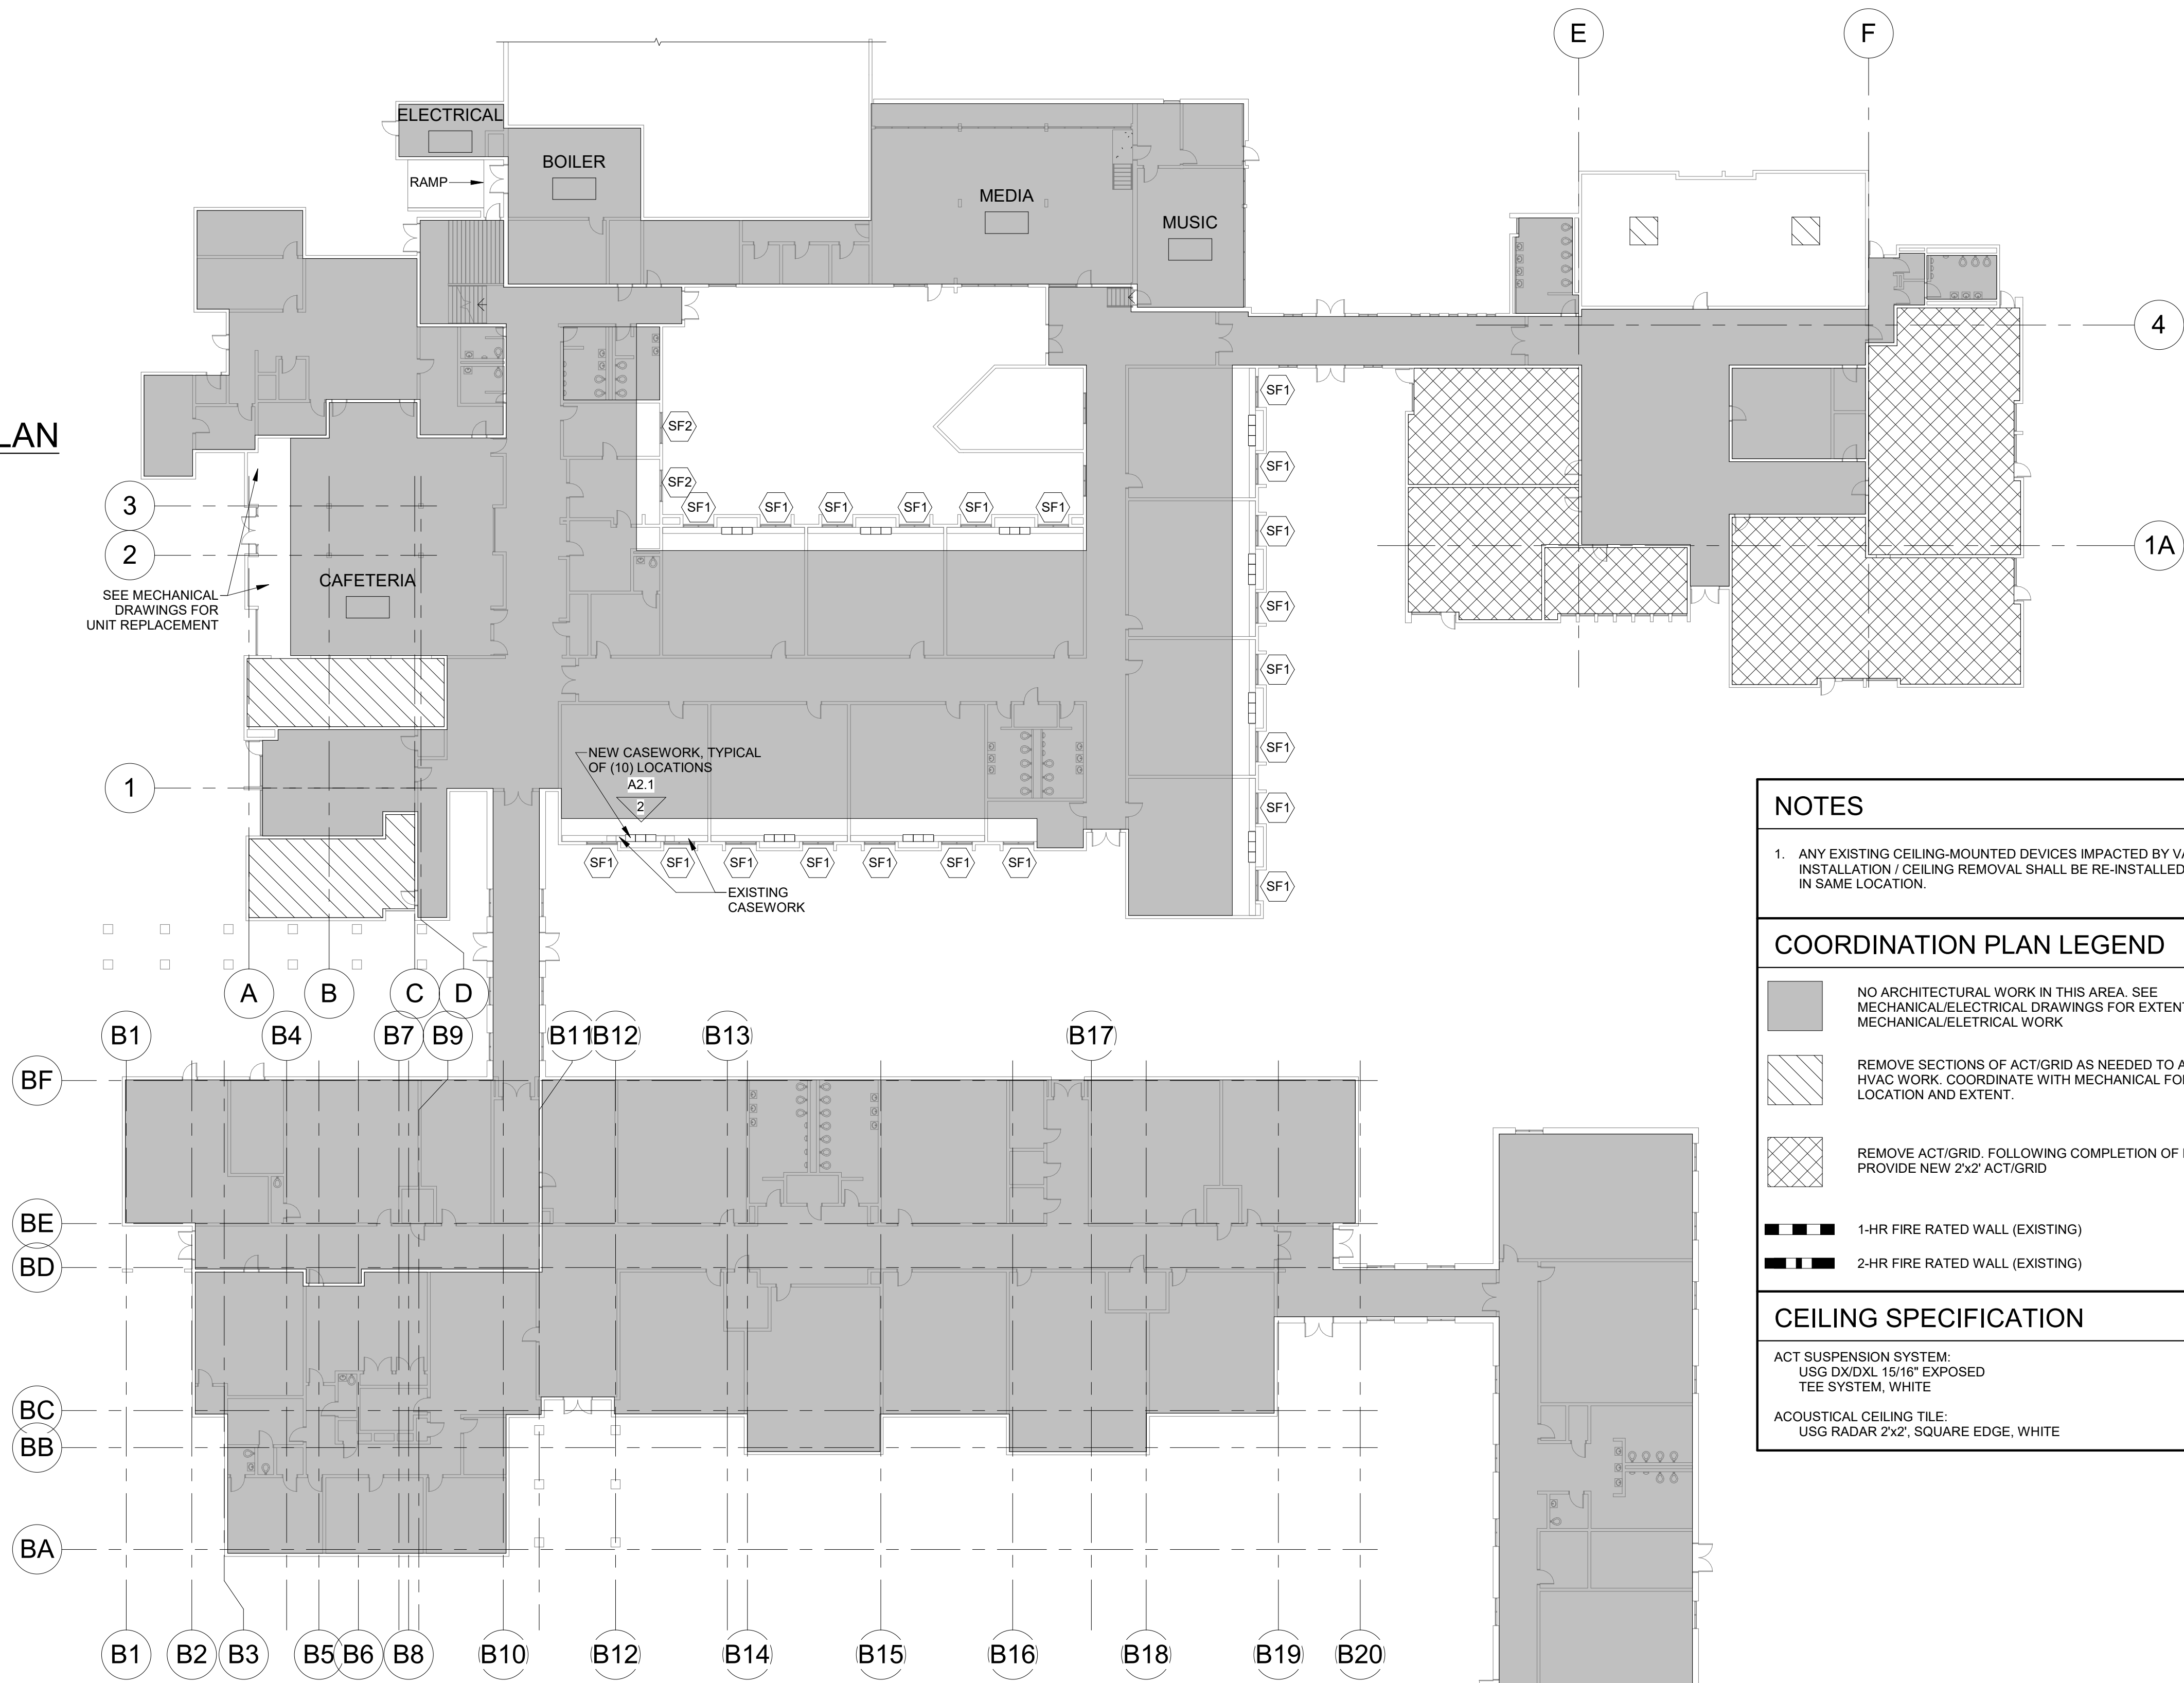 E
F
ELECTRICAL
BOILER
RAMP
MEDIA
MUSIC
4
SF1
SF2
SF1
LAN
SF2
3
SF1
SF1
SF1
SF1
SF1
SF1
SF1
2
1A
CAFETERIA
SEE MECHANICAL
DRAWINGS FOR
UNIT REPLACEMENT
SF1
SF1
SF1
NEW CASEWORK, TYPICAL
OF (10) LOCATIONS
SF1
A2.1
2
1
SF1
SF1
SF1
SF1
SF1
SF1
SF1
SF1
SF1
SF1
EXISTING
CASEWORK
A
B
C
D
B1
B4
B7
B9
B11
B12
B13
B17
BF
BE
BD
BC
BB
BA
B1
B2
B3
B5
B6
B8
B10
B12
B14
B15
B16
B18
B19
B20
NOTES
1. ANY EXISTING CEILING-MOUNTED DEVICES IMPACTED BY
INSTALLATION / CEILING REMOVAL SHALL BE RE-INSTALLED
IN SAME LOCATION.
COORDINATION PLAN LEGEND
NO ARCHITECTURAL WORK IN THIS AREA. SEE
MECHANICAL/ELECTRICAL DRAWINGS FOR EXTENT
MECHANICAL/ELETRICAL WORK
REMOVE SECTIONS OF ACT/GRID AS NEEDED TO
HVAC WORK. COORDINATE WITH MECHANICAL FOR
LOCATION AND EXTENT.
REMOVE ACT/GRID. FOLLOWING COMPLETION OF
PROVIDE NEW 2'x2' ACT/GRID
1-HR FIRE RATED WALL (EXISTING)
2-HR FIRE RATED WALL (EXISTING)
CEILING SPECIFICATION
ACT SUSPENSION SYSTEM:
USG DX/DXL 15/16" EXPOSED
TEE SYSTEM, WHITE
ACOUSTICAL CEILING TILE:
USG RADAR 2'x2', SQUARE EDGE, WHITE